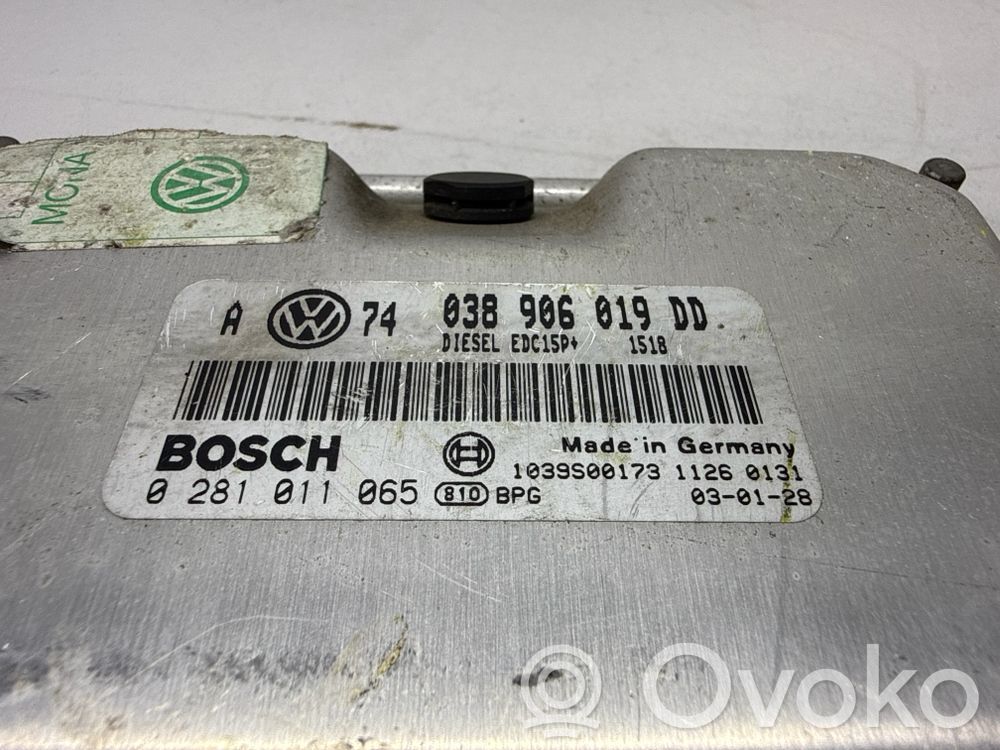 A 74 038 906 019 DD
DIESEL EDC15P+ 1518
BOSCH
Made in Germany
1039S00173 1126 0131
0 281 011 065 810 BPG 03-01-28
Ovoko